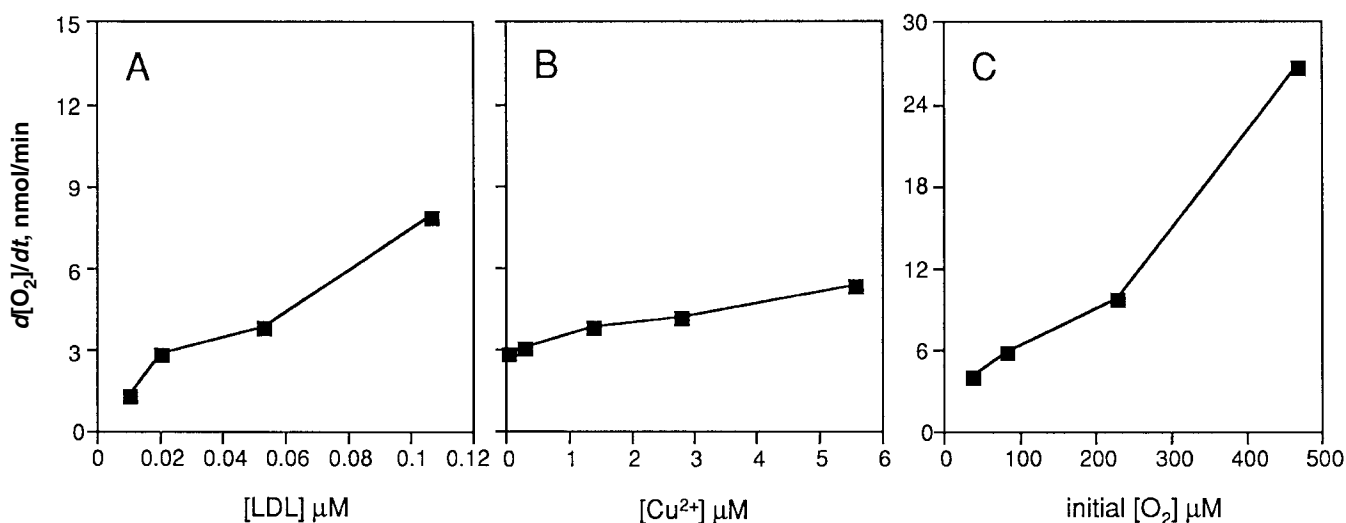 A
B
C
d[O₂]/dt, nmol/min
15
12
9
6
3
0
0 0.02 0.04 0.06 0.08 0.1 0.12
[LDL] μM
0 1 2 3 4 5 6
[Cu²⁺] μM
30
24
18
12
6
0
0 100 200 300 400 500
initial [O₂] μM